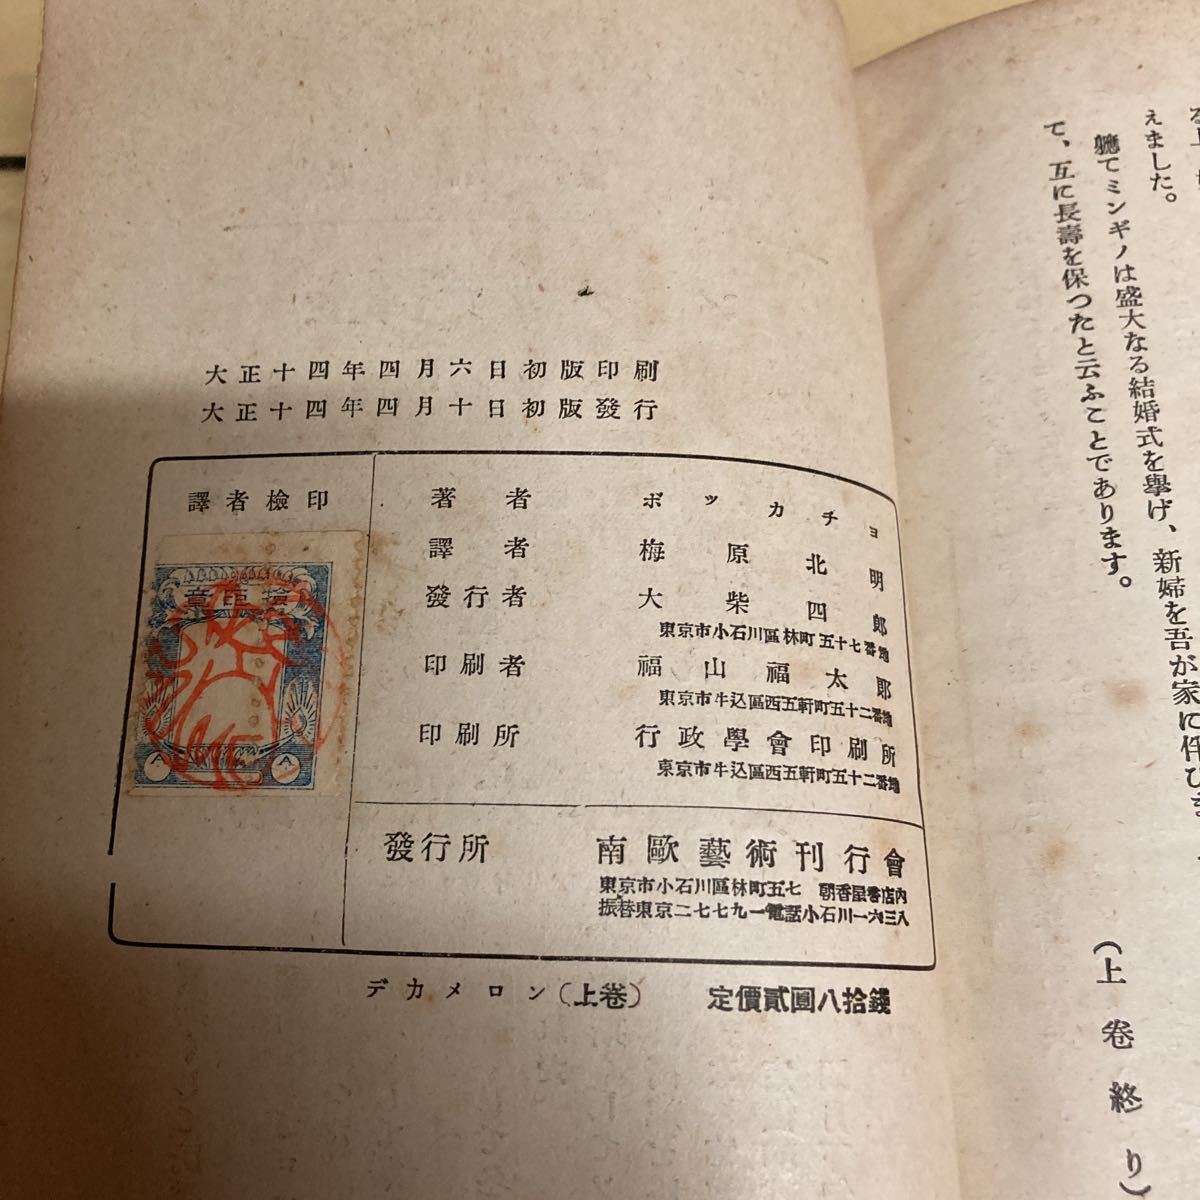 えました。
軈てミンギノは盛大なる結婚式を擧げ、新婦を吾が家に伴ひ
て、互に長壽を保つたと云ふことであります。
(上卷終り)
大正十四年四月六日初版印刷
大正十四年四月十日初版發行
譯者檢印
著者 ボッカチョ
譯者 梅原北明
發行者 大柴四郎
東京市小石川區林町五十七番地
印刷者 福山福太郎
東京市牛込區西五軒町五十二番地
印刷所 行政學會印刷所
東京市牛込區西五軒町五十二番地
發行所 南歐藝術刊行會
東京市小石川區林町五七 朝香屋書店内
振替東京二七七九一電話小石川一六三八
デカメロン(上卷) 定價貳圓八拾錢
章印檢
A A